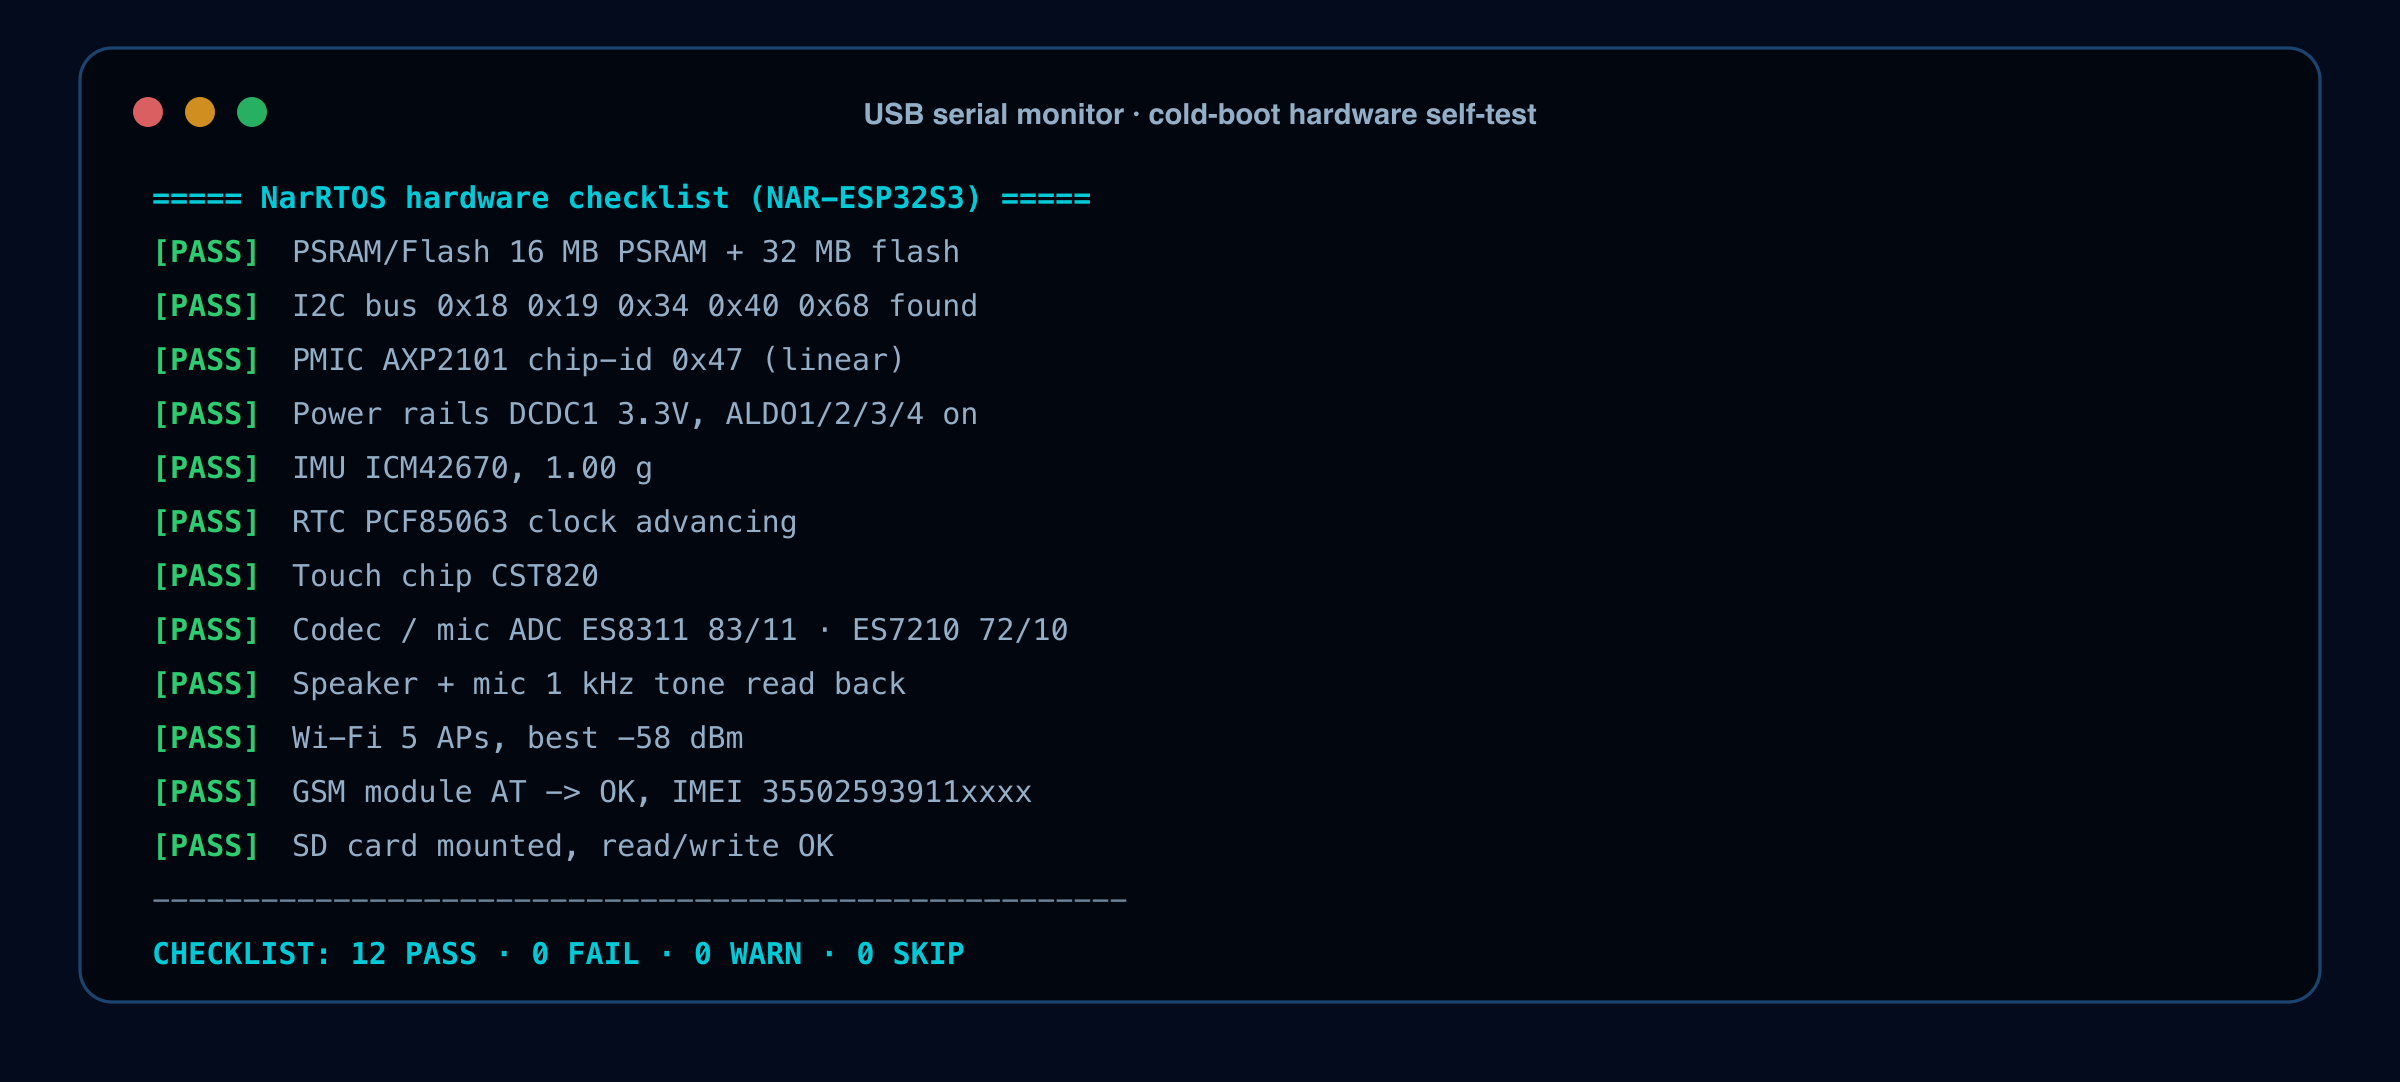 USB serial monitor · cold-boot hardware self-test
===== NarRTOS hardware checklist (NAR−ESP32S3) =====
[PASS] PSRAM/Flash 16 MB PSRAM + 32 MB flash
[PASS] I2C bus 0x18 0x19 0x34 0x40 0x68 found
[PASS] PMIC AXP2101 chip−id 0x47 (linear)
[PASS] Power rails DCDC1 3.3V, ALDO1/2/3/4 on
[PASS] IMU ICM42670, 1.00 g
[PASS] RTC PCF85063 clock advancing
[PASS] Touch chip CST820
[PASS] Codec / mic ADC ES8311 83/11 · ES7210 72/10
[PASS] Speaker + mic 1 kHz tone read back
[PASS] Wi−Fi 5 APs, best −58 dBm
[PASS] GSM module AT −> OK, IMEI 35502593911xxxx
[PASS] SD card mounted, read/write OK
−−−−−−−−−−−−−−−−−−−−−−−−−−−−−−−−−−−−−−−−−−−−−−−−−−−−−−
CHECKLIST: 12 PASS · 0 FAIL · 0 WARN · 0 SKIP